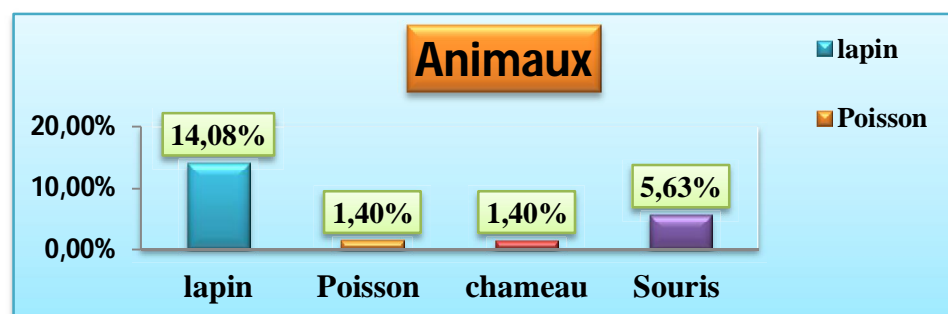 Animaux
lapin
Poisson
20,00%
10,00%
0,00%
14,08%
1,40%
1,40%
5,63%
lapin Poisson chameau Souris